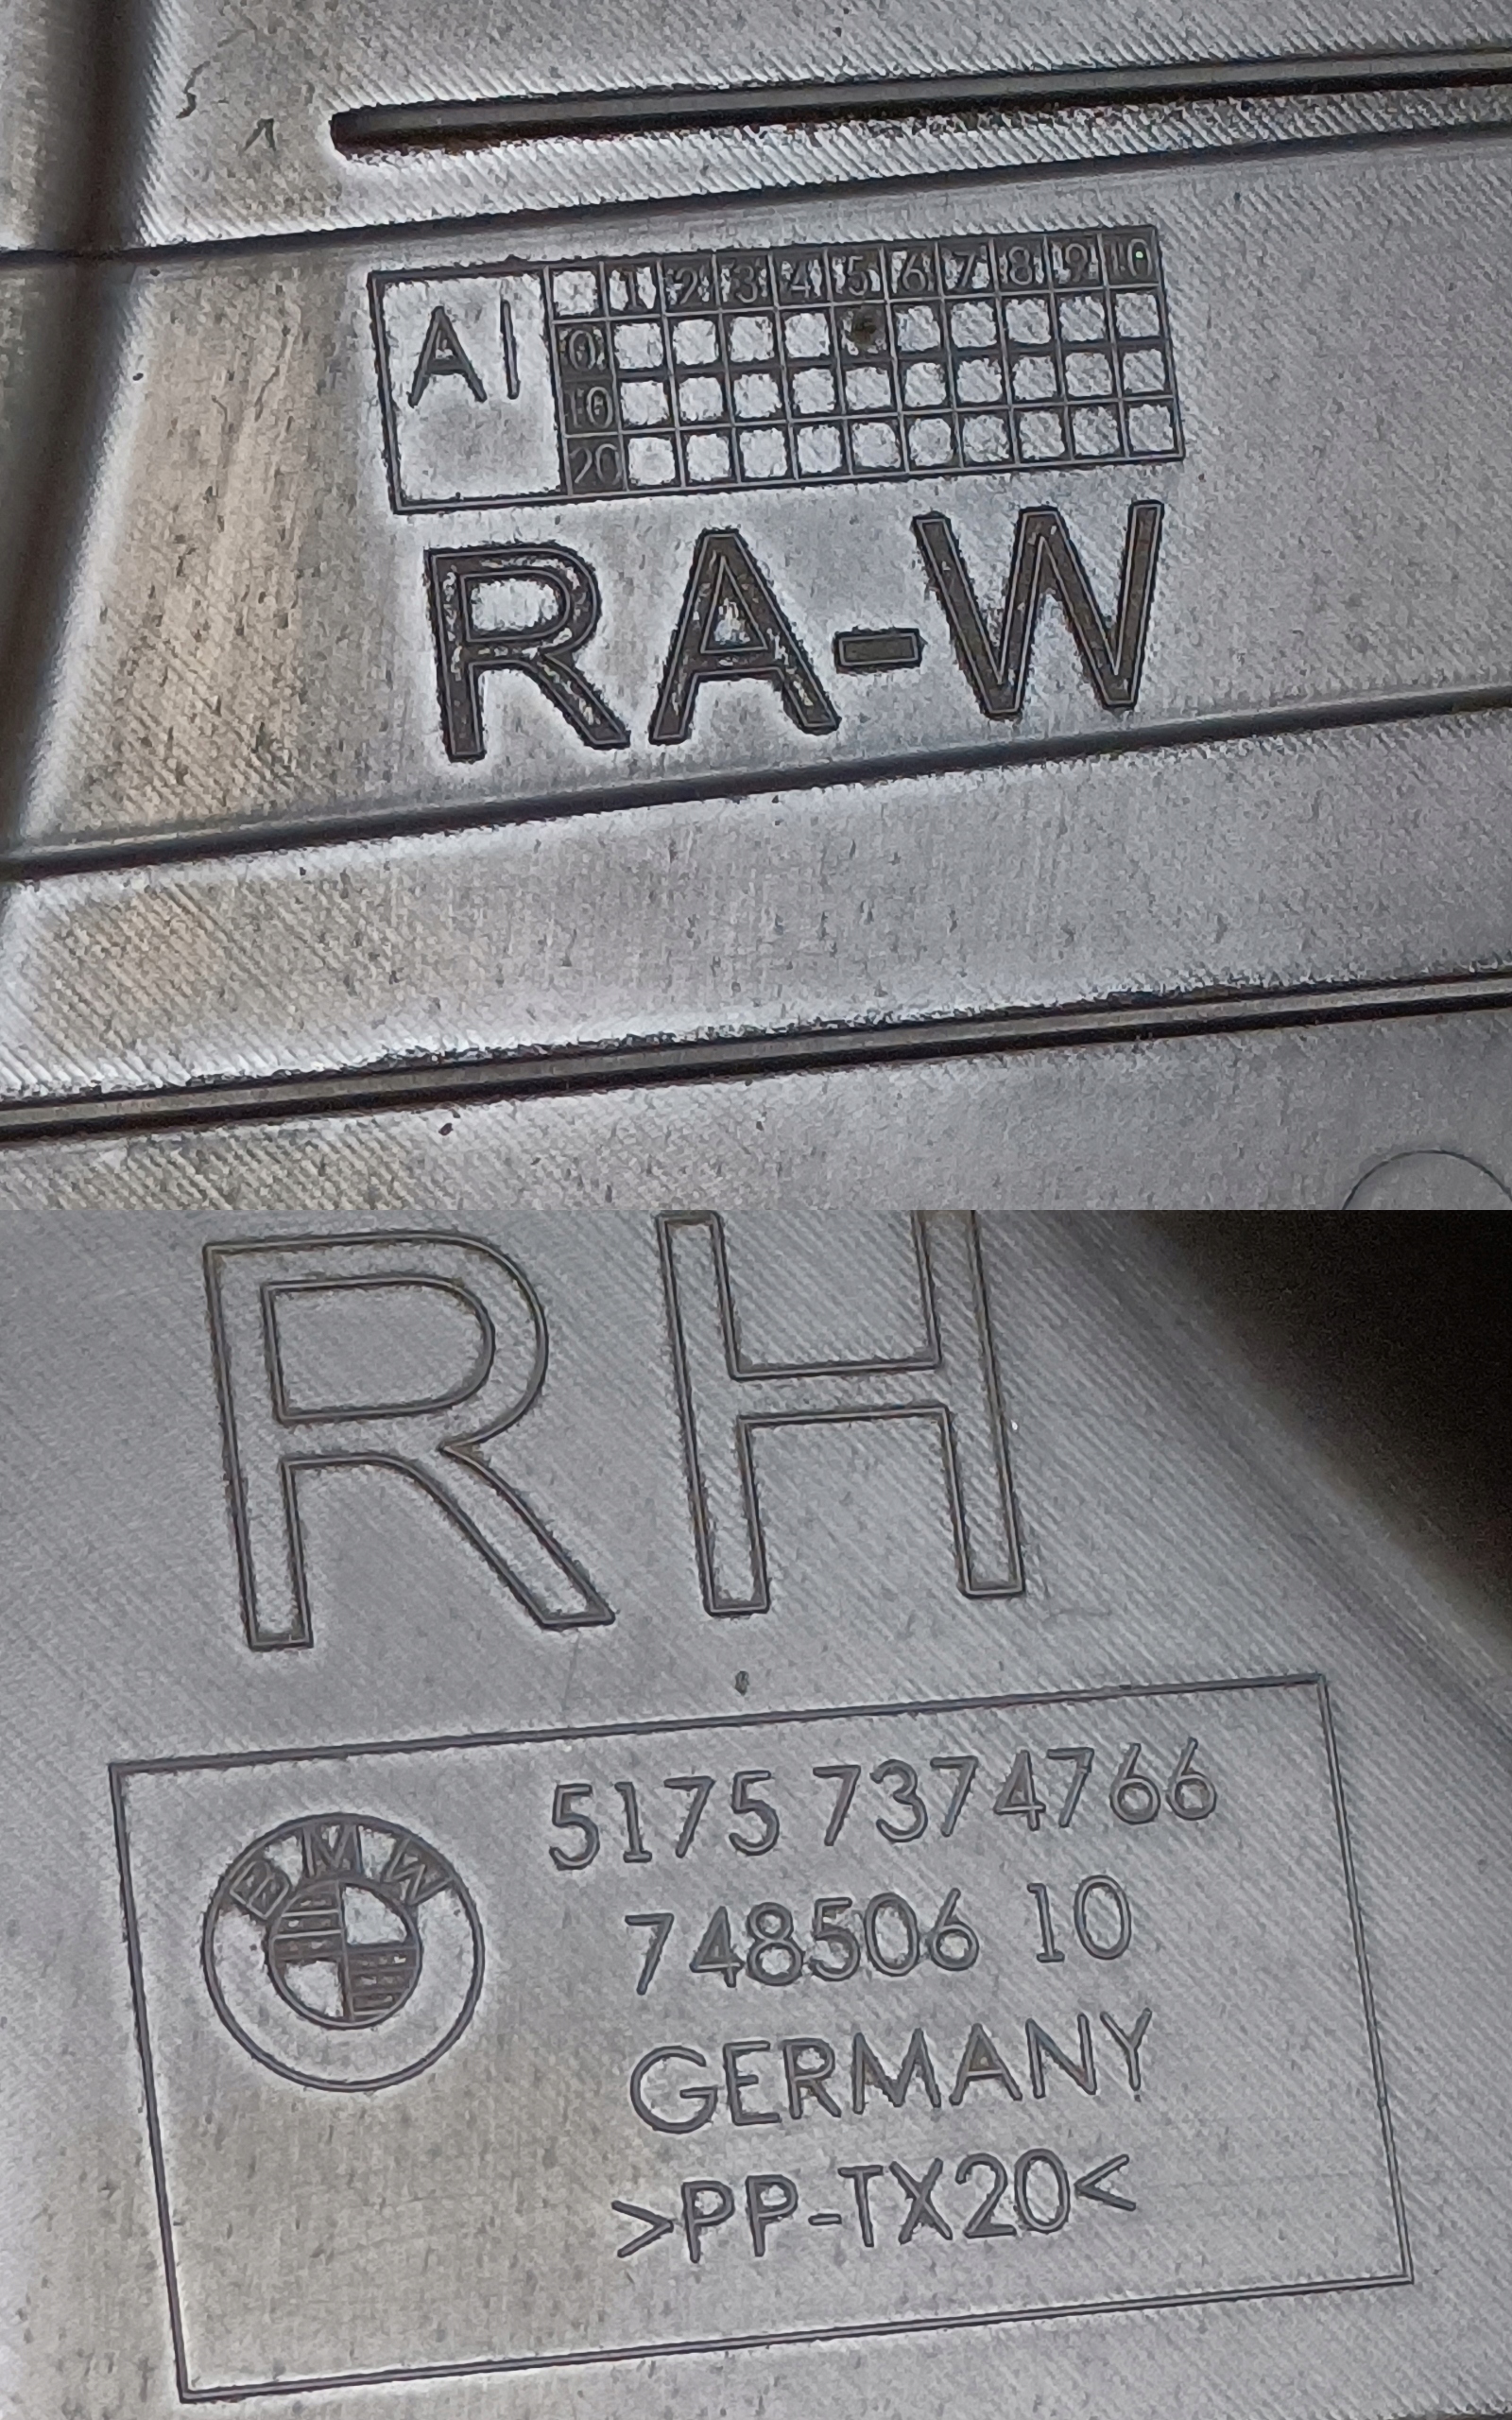 AI
1 2 3 4 5 6 7 8 9 10
0
10
20
RA-W
RH
BMW
5175 7374766
748506 10
GERMANY
>PP-TX20<